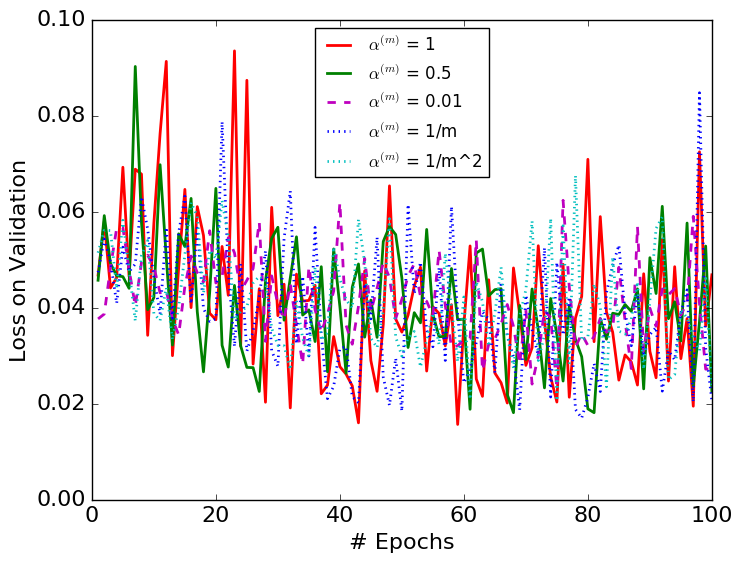 0.10
0.08
0.06
0.04
0.02
0.00
Loss on Validation
α^(m) = 1
α^(m) = 0.5
α^(m) = 0.01
α^(m) = 1/m
α^(m) = 1/m^2
0 20 40 60 80 100
# Epochs